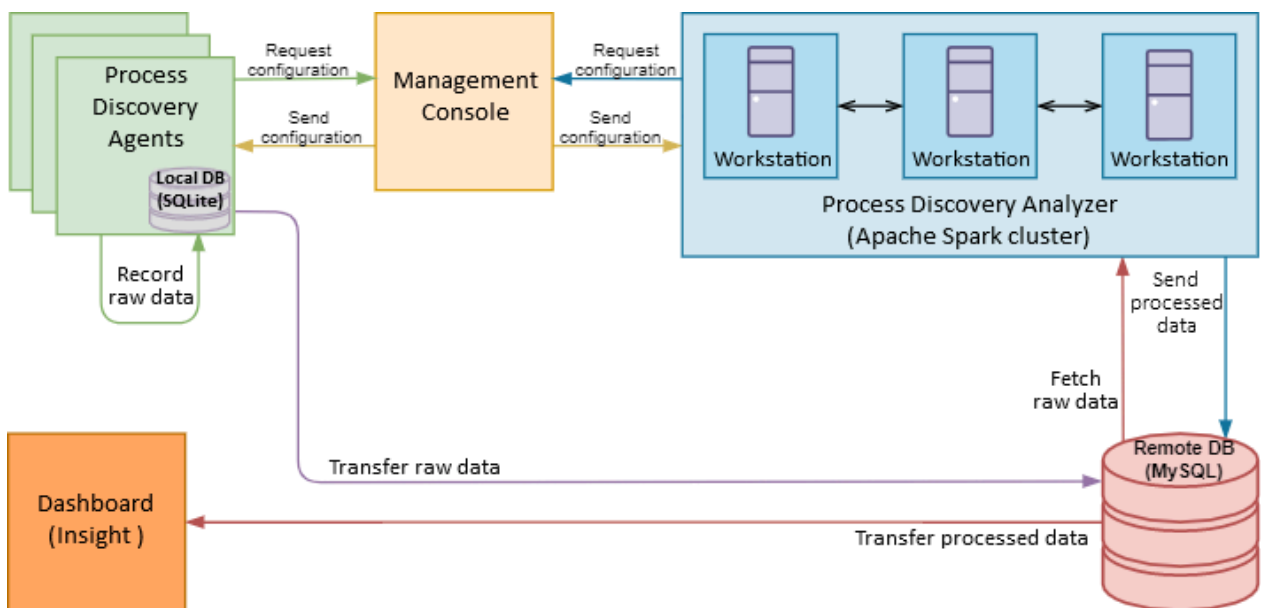 Process
Discovery
Agents
Local DB
(SQLite)
Record
raw data
Request
configuration
Send
configuration
Management
Console
Request
configuration
Send
configuration
Workstation
Workstation
Workstation
Process Discovery Analyzer
(Apache Spark cluster)
Send
processed
data
Fetch
raw data
Remote DB
(MySQL)
Transfer raw data
Dashboard
(Insight )
Transfer processed data